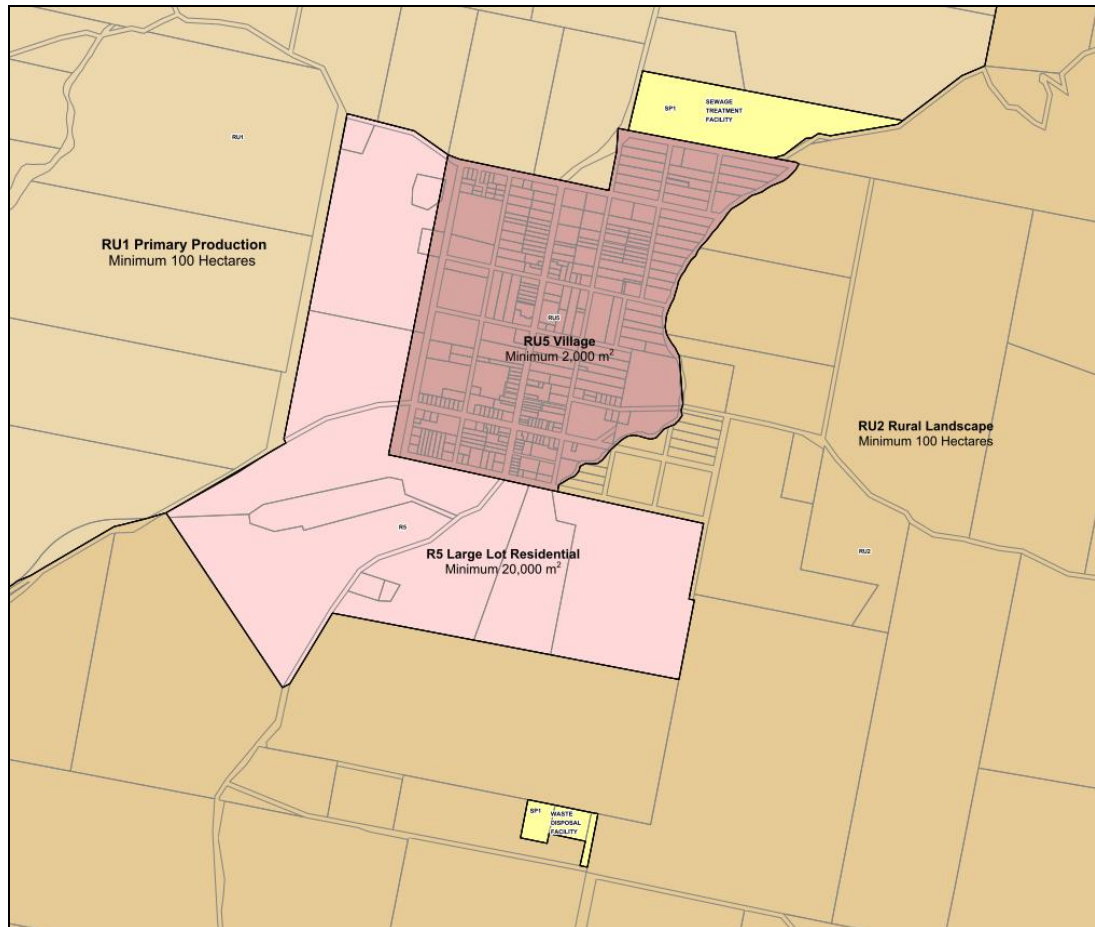 SP1
SEWAGE
TREATMENT
FACILITY
RU1
RU1 Primary Production
Minimum 100 Hectares
RU5
RU5 Village
Minimum 2,000 m²
RU2 Rural Landscape
Minimum 100 Hectares
R5
R5 Large Lot Residential
Minimum 20,000 m²
RU2
SP1
WASTE
DISPOSAL
FACILITY